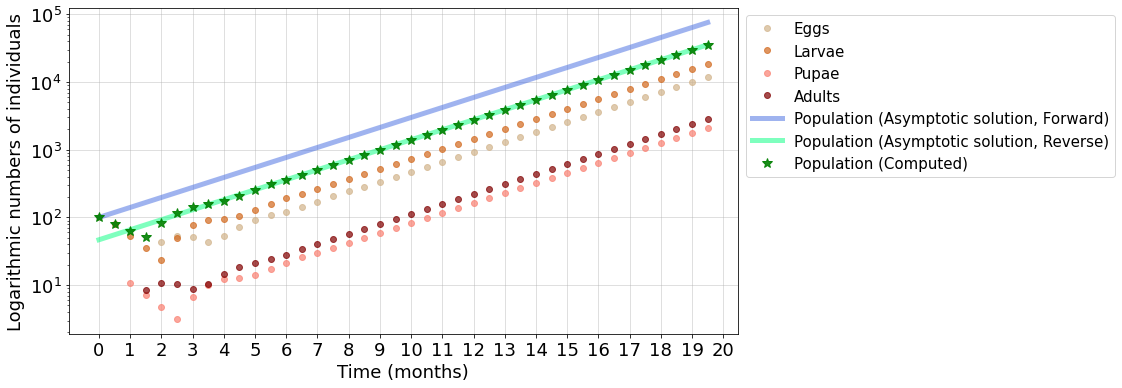 Logarithmic numbers of individuals
10^5
10^4
10^3
10^2
10^1
0 1 2 3 4 5 6 7 8 9 10 11 12 13 14 15 16 17 18 19 20
Time (months)
Eggs
Larvae
Pupae
Adults
Population (Asymptotic solution, Forward)
Population (Asymptotic solution, Reverse)
Population (Computed)